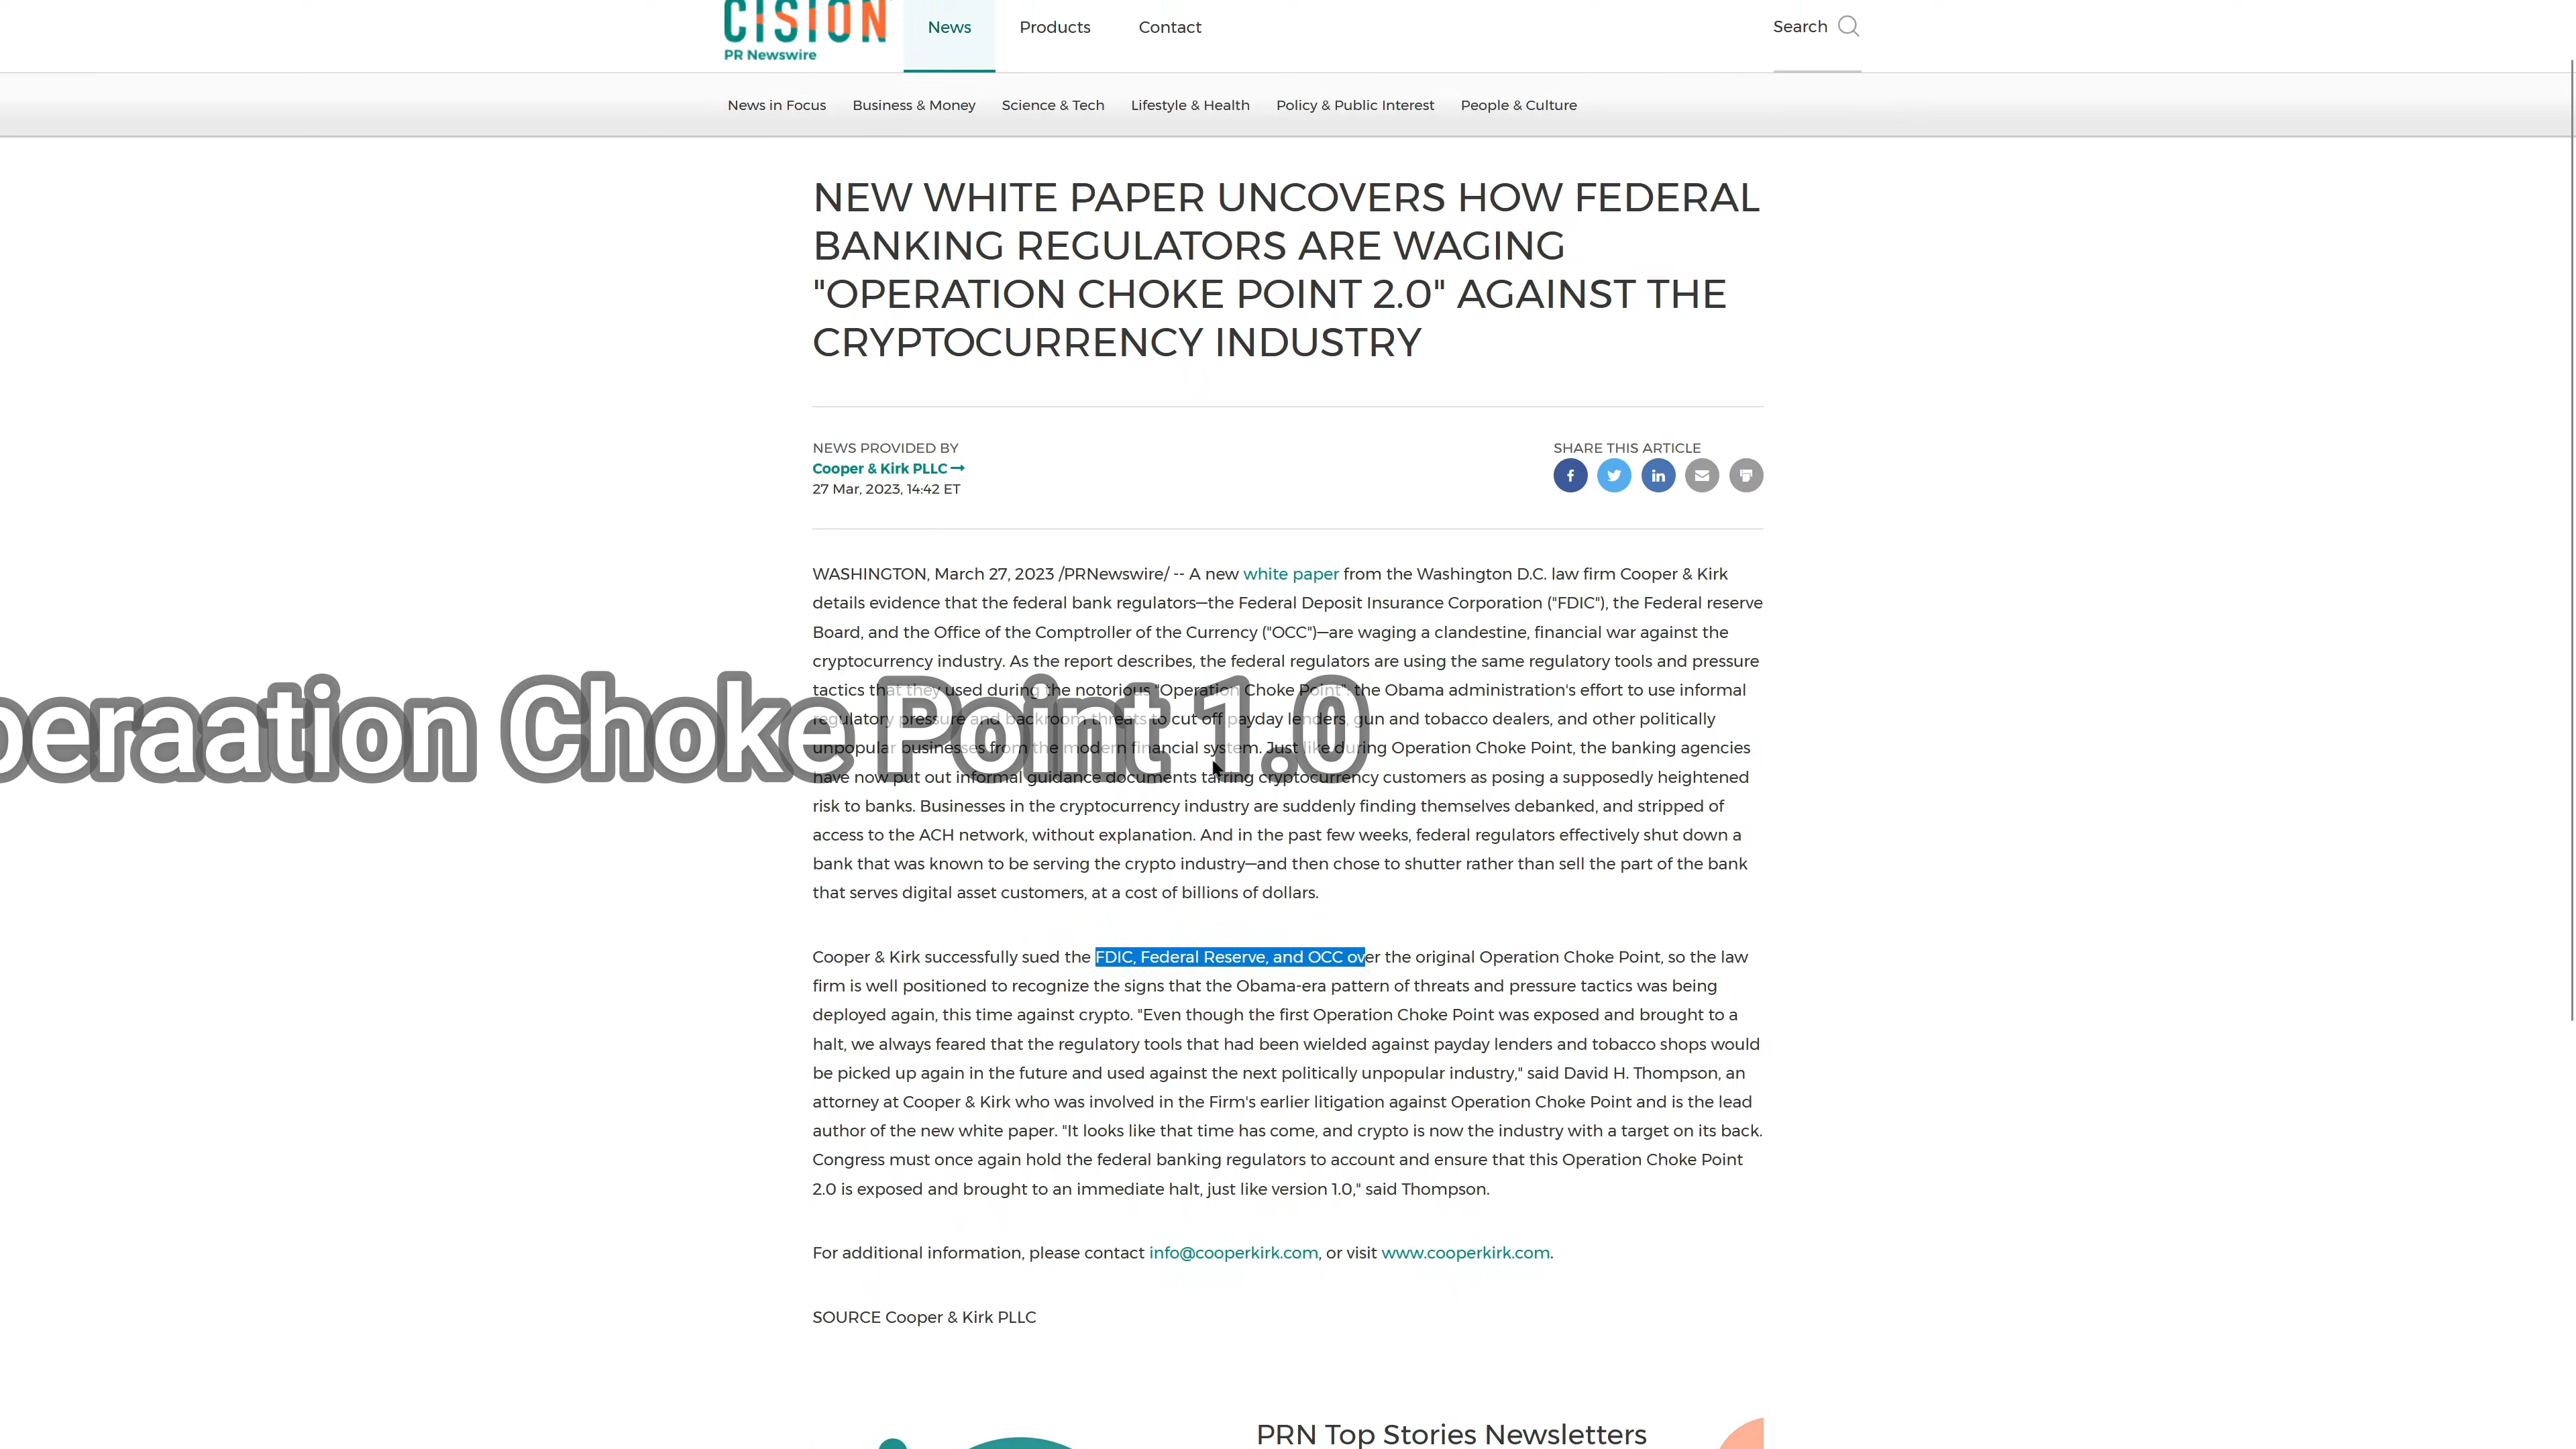 CISION
PR Newswire
News
Products
Contact
Search
News in Focus
Business & Money
Science & Tech
Lifestyle & Health
Policy & Public Interest
People & Culture
NEW WHITE PAPER UNCOVERS HOW FEDERAL
BANKING REGULATORS ARE WAGING
"OPERATION CHOKE POINT 2.0" AGAINST THE
CRYPTOCURRENCY INDUSTRY
NEWS PROVIDED BY
Cooper & Kirk PLLC
27 Mar, 2023, 14:42 ET
SHARE THIS ARTICLE
WASHINGTON, March 27, 2023 /PRNewswire/ -- A new white paper from the Washington D.C. law firm Cooper & Kirk
details evidence that the federal bank regulators—the Federal Deposit Insurance Corporation ("FDIC"), the Federal reserve
Board, and the Office of the Comptroller of the Currency ("OCC")—are waging a clandestine, financial war against the
cryptocurrency industry. As the report describes, the federal regulators are using the same regulatory tools and pressure
tactics that they used during the notorious "Operation Choke Point": the Obama administration's effort to use informal
regulatory pressure and backroom threats to cut off payday lenders, gun and tobacco dealers, and other politically
unpopular businesses from the modern financial system. Just like during Operation Choke Point, the banking agencies
have now put out informal guidance documents tarring cryptocurrency customers as posing a supposedly heightened
risk to banks. Businesses in the cryptocurrency industry are suddenly finding themselves debanked, and stripped of
access to the ACH network, without explanation. And in the past few weeks, federal regulators effectively shut down a
bank that was known to be serving the crypto industry—and then chose to shutter rather than sell the part of the bank
that serves digital asset customers, at a cost of billions of dollars.
peraation Choke Point 1.0
Cooper & Kirk successfully sued the FDIC, Federal Reserve, and OCC over the original Operation Choke Point, so the law
firm is well positioned to recognize the signs that the Obama-era pattern of threats and pressure tactics was being
deployed again, this time against crypto. "Even though the first Operation Choke Point was exposed and brought to a
halt, we always feared that the regulatory tools that had been wielded against payday lenders and tobacco shops would
be picked up again in the future and used against the next politically unpopular industry," said David H. Thompson, an
attorney at Cooper & Kirk who was involved in the Firm's earlier litigation against Operation Choke Point and is the lead
author of the new white paper. "It looks like that time has come, and crypto is now the industry with a target on its back.
Congress must once again hold the federal banking regulators to account and ensure that this Operation Choke Point
2.0 is exposed and brought to an immediate halt, just like version 1.0," said Thompson.
For additional information, please contact info@cooperkirk.com, or visit www.cooperkirk.com.
SOURCE Cooper & Kirk PLLC
PRN Top Stories Newsletters